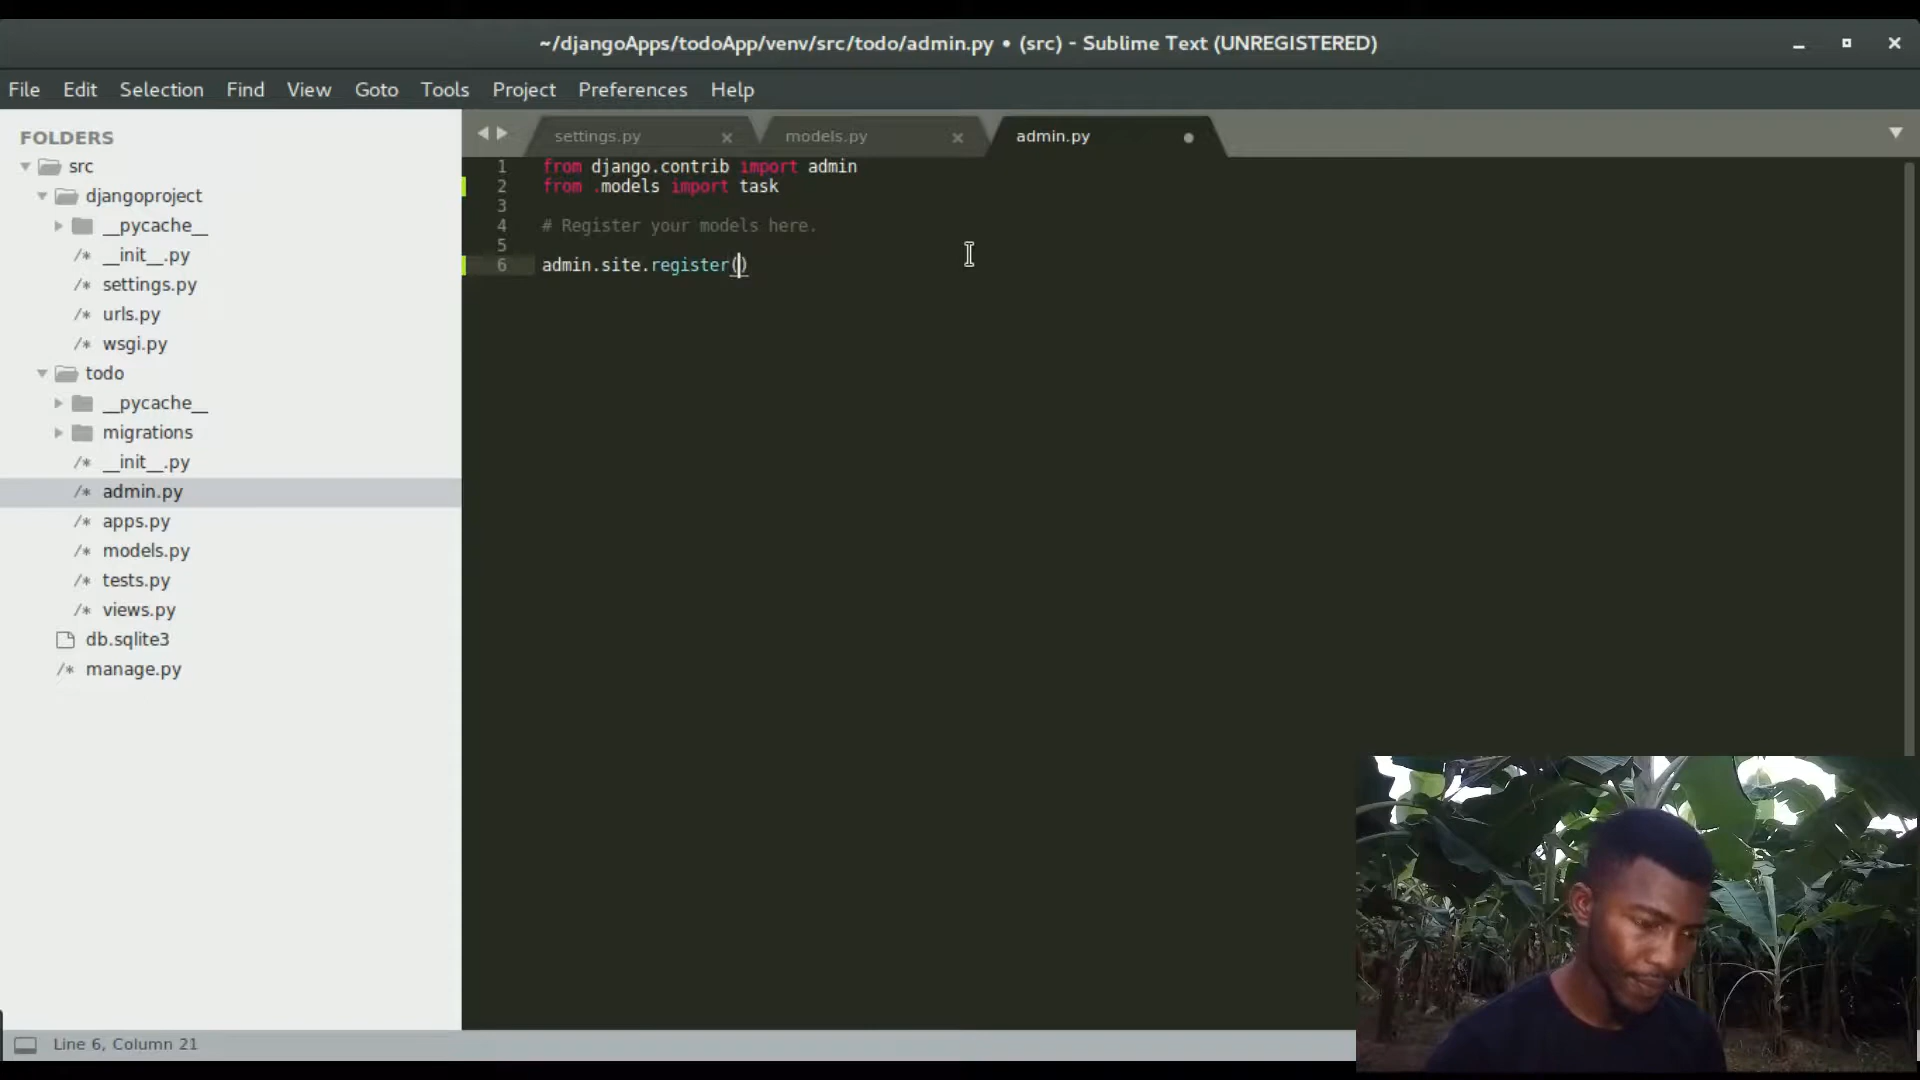 ~/djangoApps/todoApp/venv/src/todo/admin.py • (src) - Sublime Text (UNREGISTERED)
File Edit Selection Find View Goto Tools Project Preferences Help
FOLDERS
src
djangoproject
__pycache__
__init__.py
settings.py
urls.py
wsgi.py
todo
__pycache__
migrations
__init__.py
admin.py
apps.py
models.py
tests.py
views.py
db.sqlite3
manage.py
settings.py models.py admin.py
1 from django.contrib import admin
2 from .models import task
3
4 # Register your models here.
5
6 admin.site.register()
Line 6, Column 21